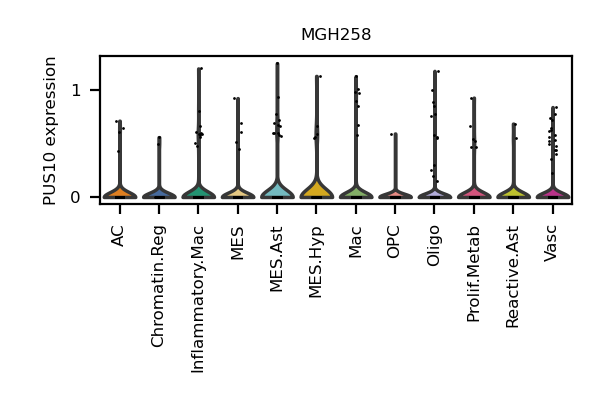 MGH258
PUS10 expression
1
0
AC
Chromatin.Reg
Inflammatory.Mac
MES
MES.Ast
MES.Hyp
Mac
OPC
Oligo
Prolif.Metab
Reactive.Ast
Vasc